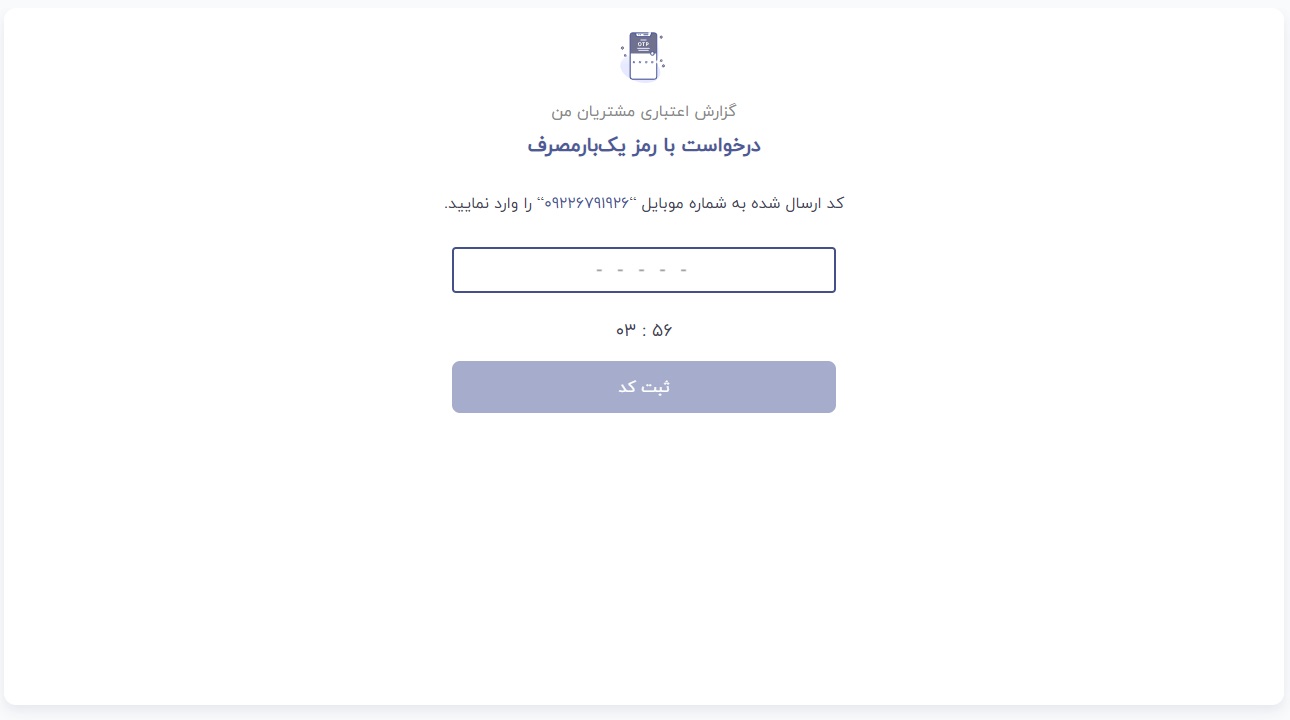 OTP
گزارش اعتباری مشتریان من
درخواست با رمز یک‌بارمصرف
کد ارسال شده به شماره موبایل “۰۹۲۲۶۷۹۱۹۲۶“ را وارد نمایید.
- - - - -
۰۳ : ۵۶
ثبت کد